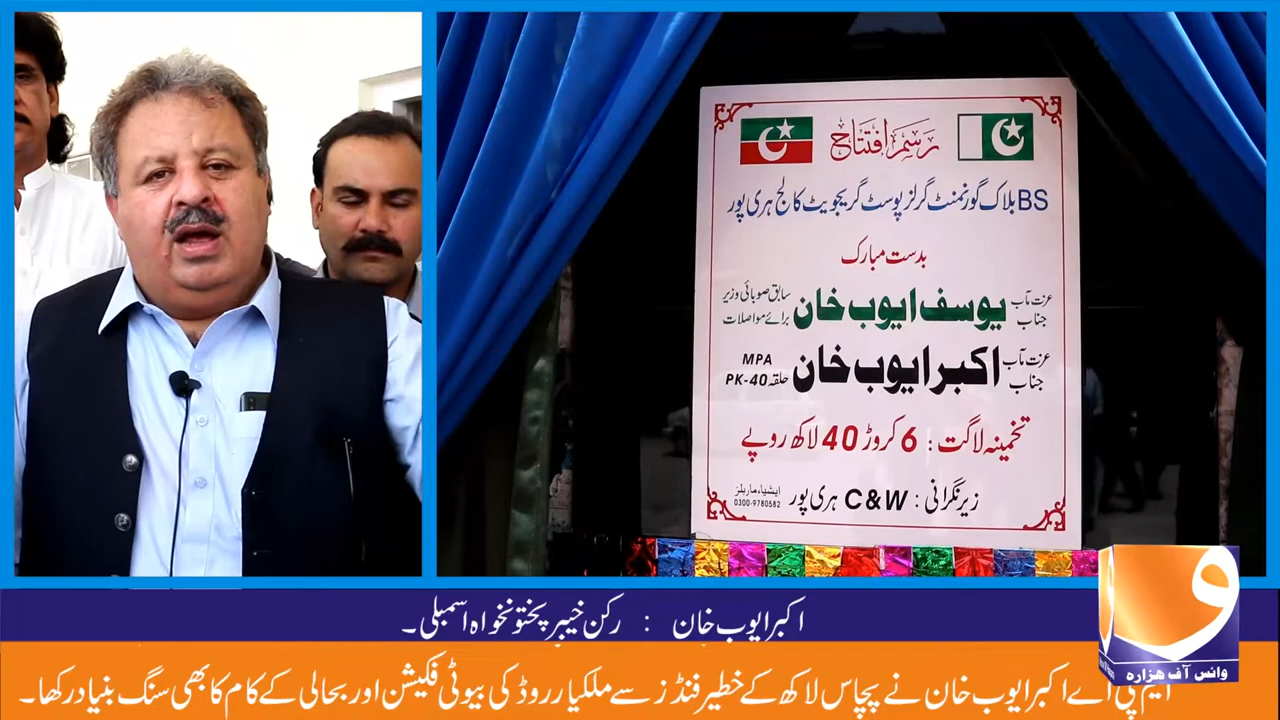 رسم افتتاح
BS بلاک گورنمنٹ گرلز پوسٹ گریجویٹ کالج ہری پور
بدست مبارک
عزت مآب جناب یوسف ایوب خان سابق صوبائی وزیر برائے مواصلات
عزت مآب جناب اکبر ایوب خان MPA حلقہ PK-40
تخمینہ لاگت : 6 کروڑ 40 لاکھ روپے
زیر نگرانی : C&W ہری پور
ایشیاء ماربلز
0300-9780582
اکبر ایوب خان : رکن خیبر پختونخواہ اسمبلی۔
ایم پی اے اکبر ایوب خان نے پچاس لاکھ کے خطیر فنڈز سے ملکیار روڈ کی بیوٹی فکیشن اور بحالی کے کام کا بھی سنگ بنیاد رکھا۔
وائس آف ہزارہ